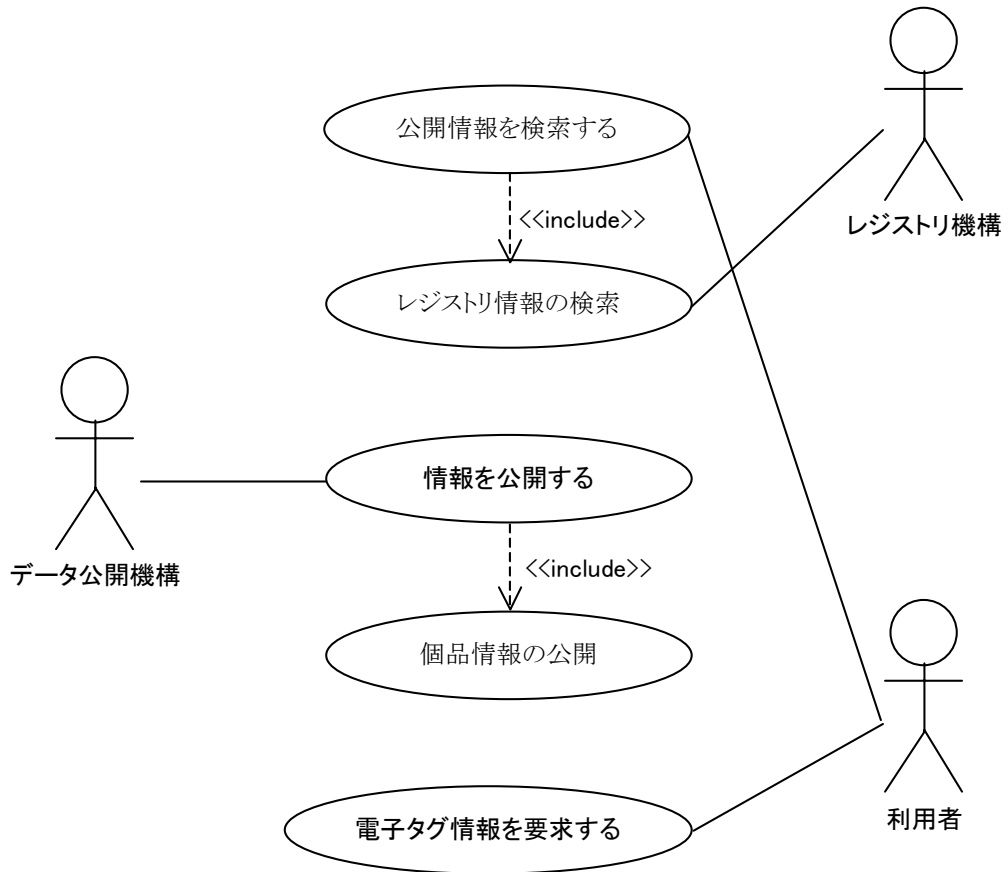 公開情報を検索する
<<include>>
レジストリ機構
レジストリ情報の検索
情報を公開する
データ公開機構
<<include>>
個品情報の公開
利用者
電子タグ情報を要求する